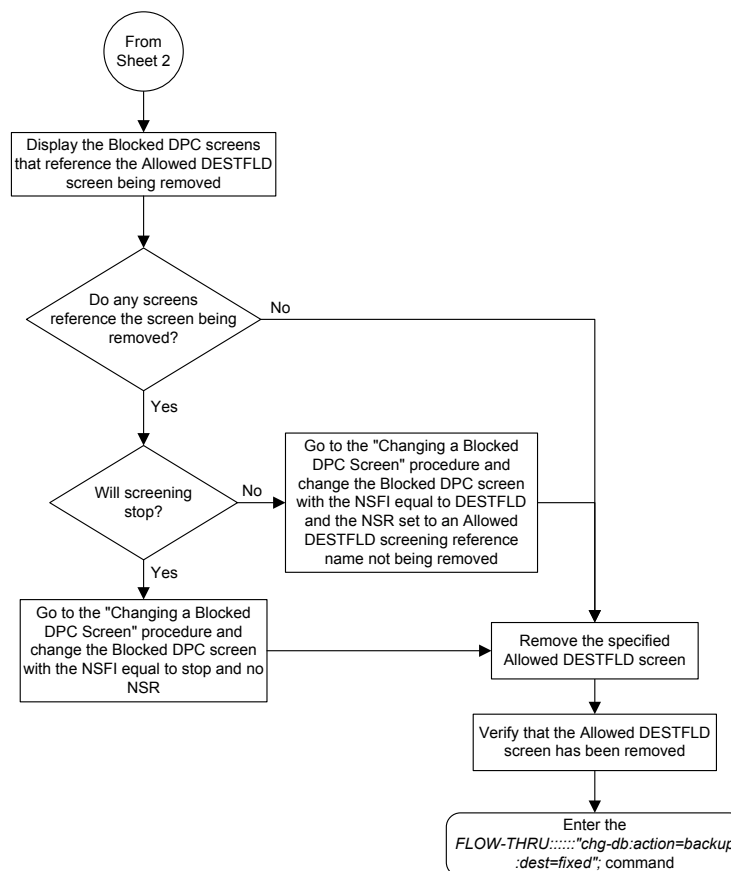 From
Sheet 2
Display the Blocked DPC screens
that reference the Allowed DESTFLD
screen being removed
Do any screens
reference the screen being
removed?
No
Yes
Will screening
stop?
No
Go to the "Changing a Blocked
DPC Screen" procedure and
change the Blocked DPC screen
with the NSFI equal to DESTFLD
and the NSR set to an Allowed
DESTFLD screening reference
name not being removed
Yes
Go to the "Changing a Blocked
DPC Screen" procedure and
change the Blocked DPC screen
with the NSFI equal to stop and no
NSR
Remove the specified
Allowed DESTFLD screen
Verify that the Allowed DESTFLD
screen has been removed
Enter the
FLOW-THRU::::::"chg-db:action=backup
:dest=fixed"; command